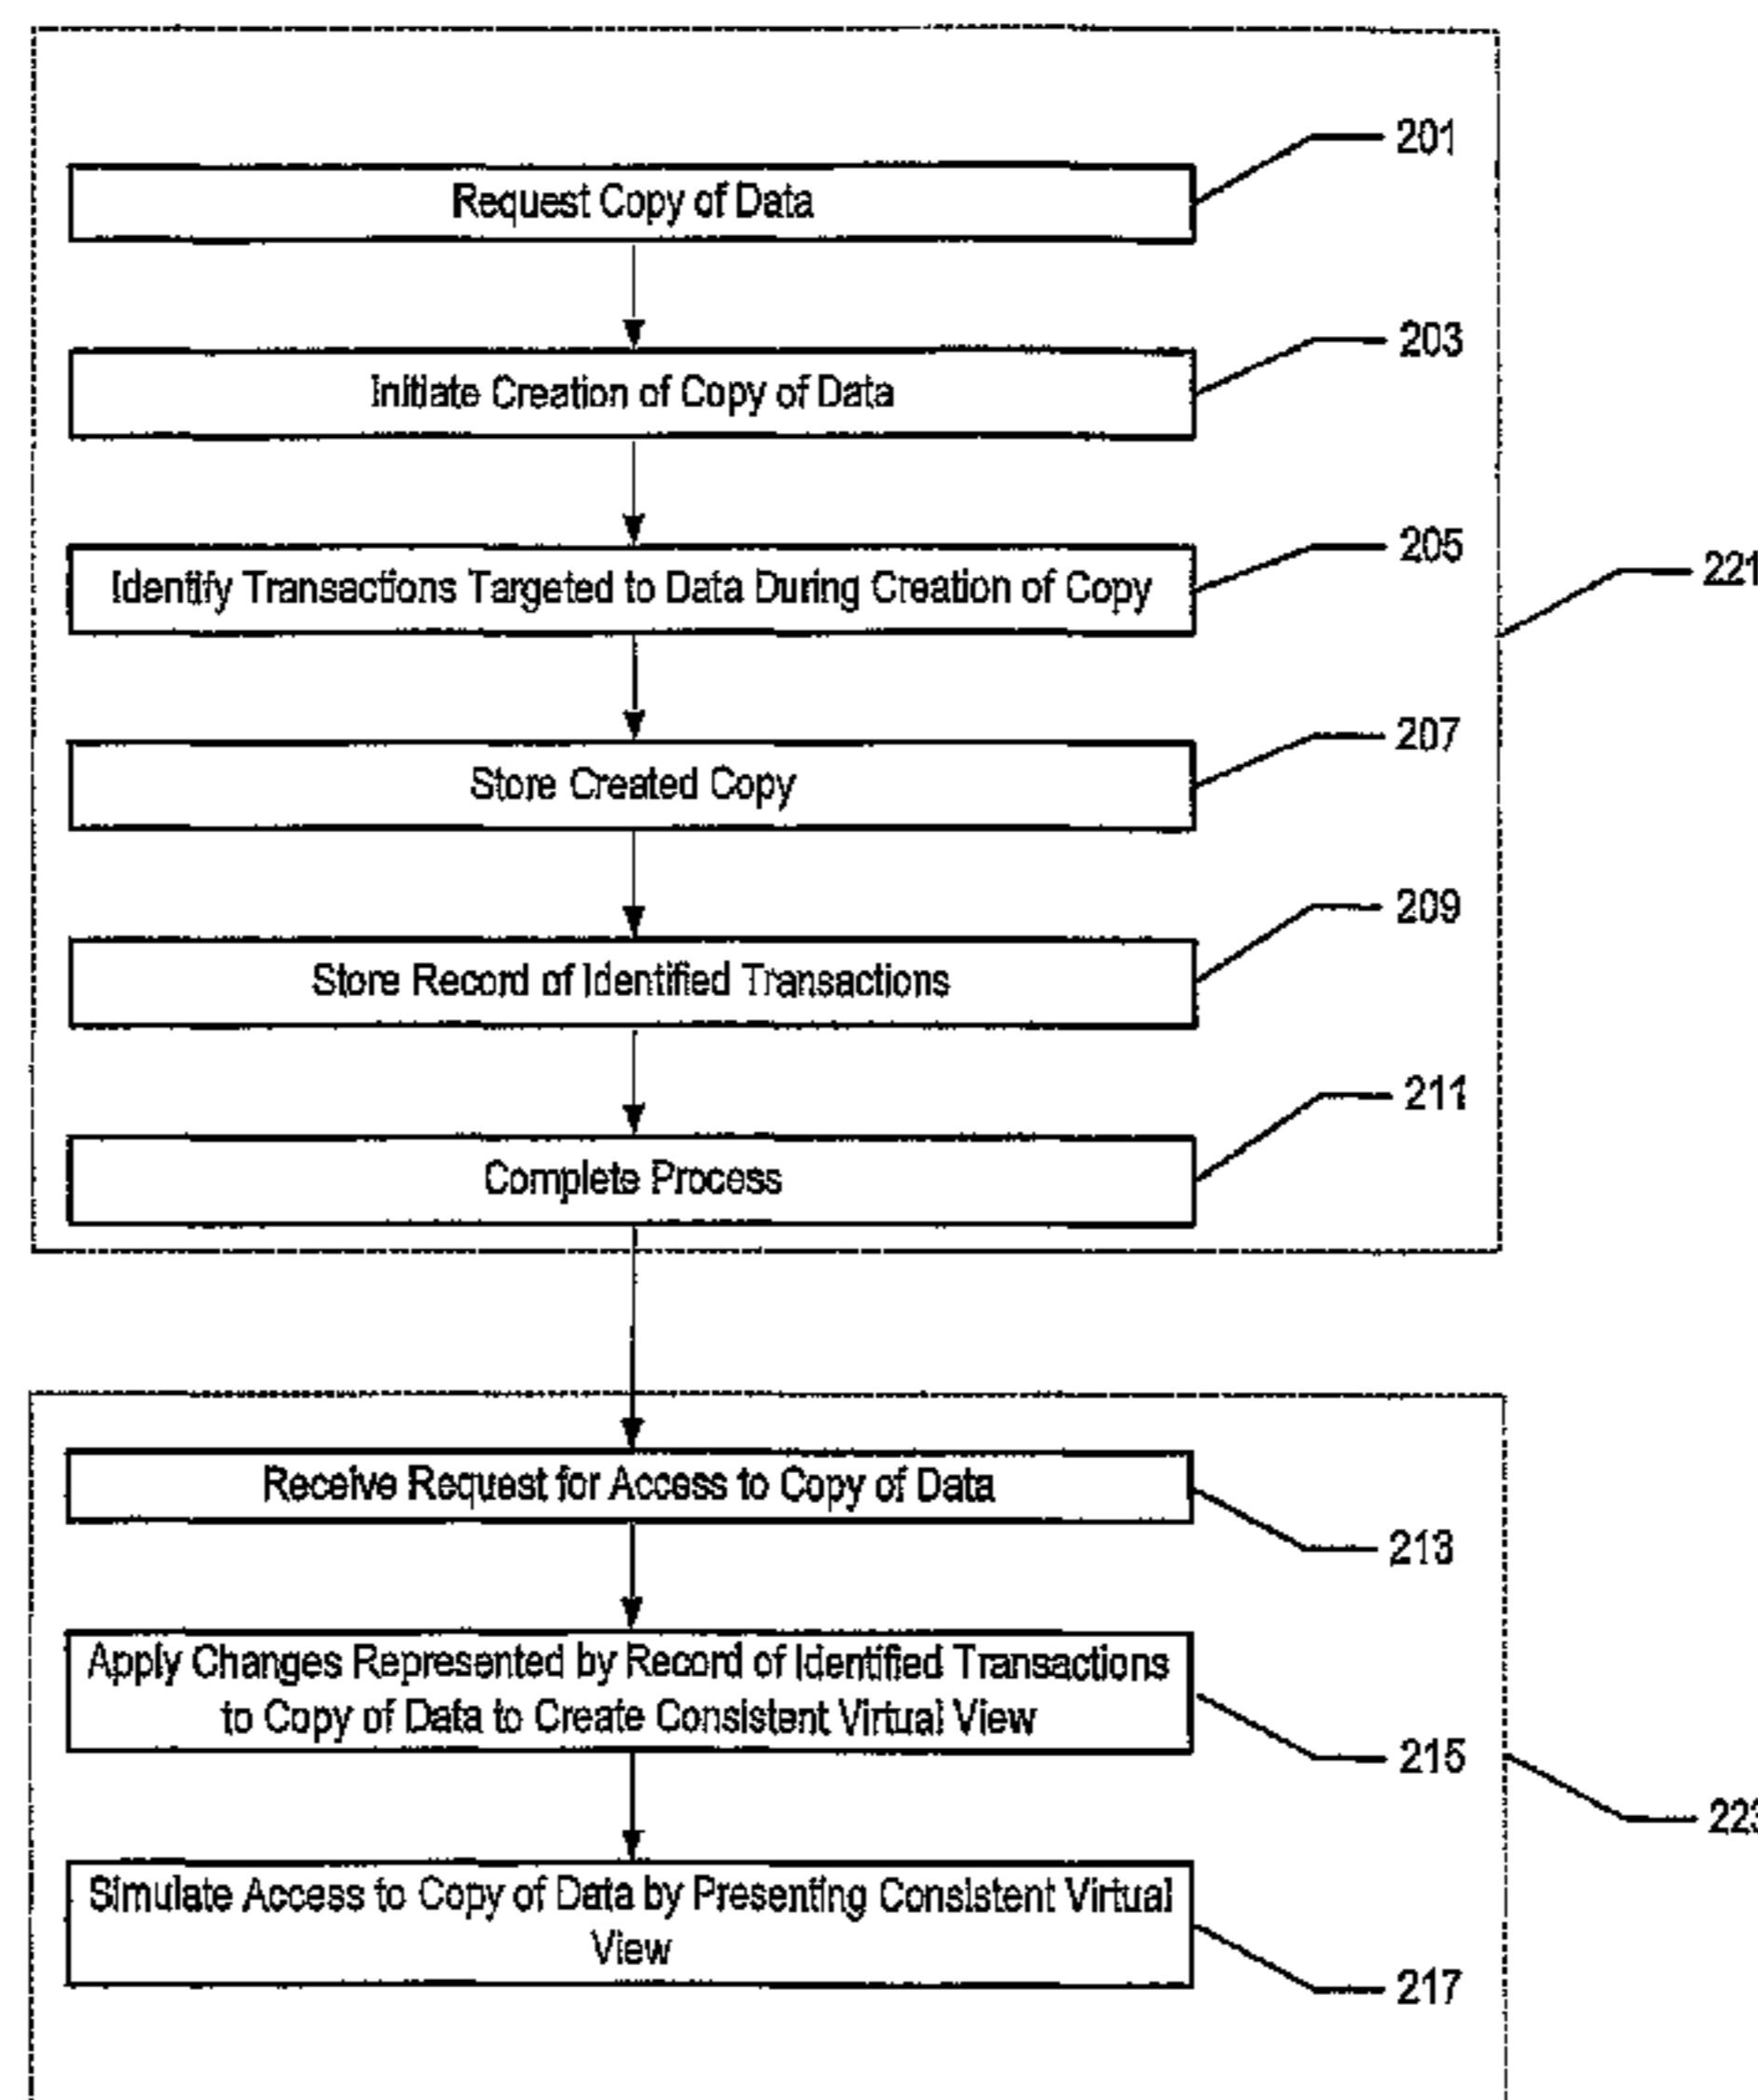 201
Request Copy of Data
203
Initiate Creation of Copy of Data
205
Identify Transactions Targeted to Data During Creation of Copy
221
207
Store Created Copy
209
Store Record of Identified Transactions
211
Complete Process
Receive Request for Access to Copy of Data
213
Apply Changes Represented by Record of Identified Transactions
to Copy of Data to Create Consistent Virtual View
215
223
Simulate Access to Copy of Data by Presenting Consistent Virtual
View
217